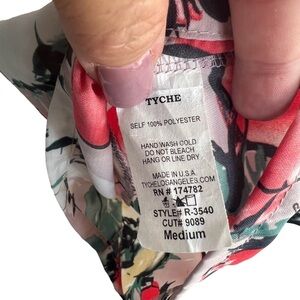 TYCHE
SELF 100% POLYESTER
HAND WASH COLD
DO NOT BLEACH
HANG OR LINE DRY
MADE IN U.S.A
TYCHELOSANGELES.COM
RN # 174782
STYLE# R-3540
CUT# 9089
Medium